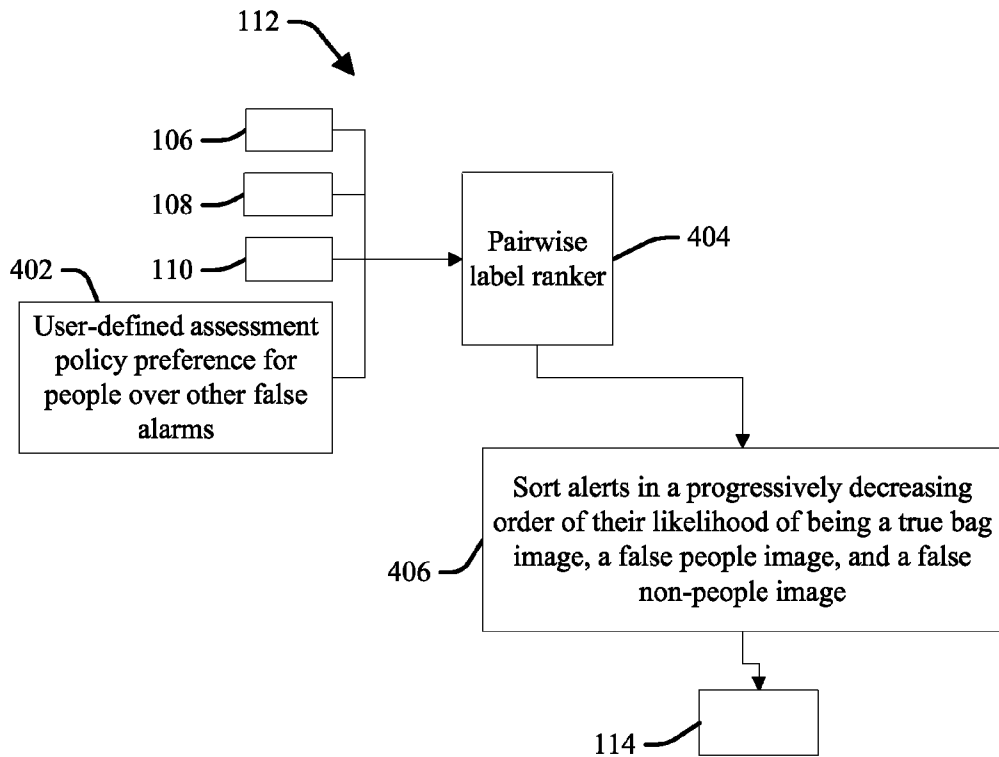 112
106
108
110
402
User-defined assessment
policy preference for
people over other false
alarms
Pairwise
label ranker
404
Sort alerts in a progressively decreasing
order of their likelihood of being a true bag
image, a false people image, and a false
non-people image
406
114